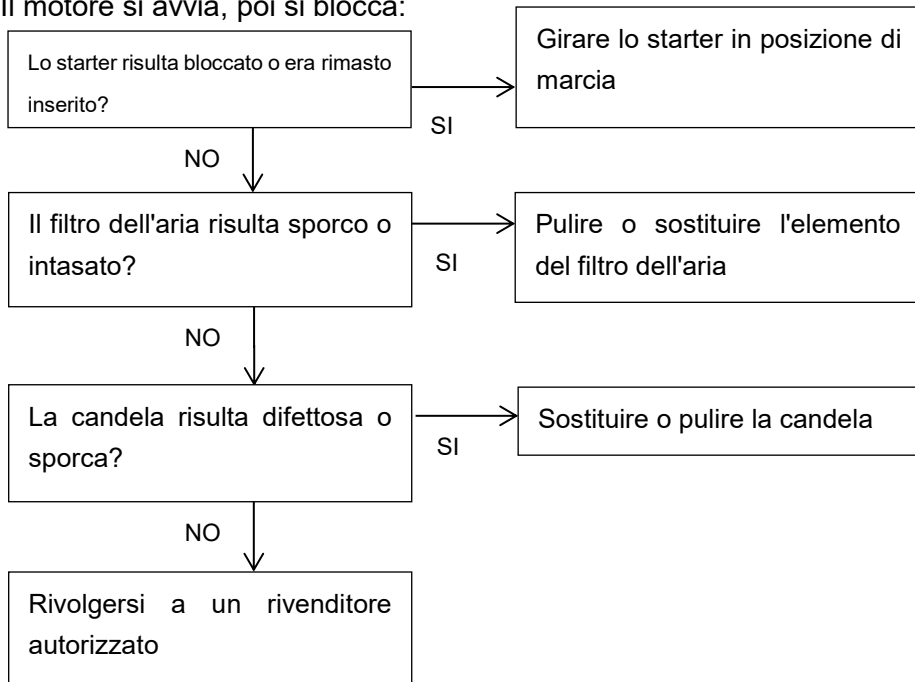 Il motore si avvia, poi si blocca:
Lo starter risulta bloccato o era rimasto
inserito?
SI
Girare lo starter in posizione di
marcia
NO
Il filtro dell'aria risulta sporco o
intasato?
SI
Pulire o sostituire l'elemento
del filtro dell'aria
NO
La candela risulta difettosa o
sporca?
SI
Sostituire o pulire la candela
NO
Rivolgersi a un rivenditore
autorizzato